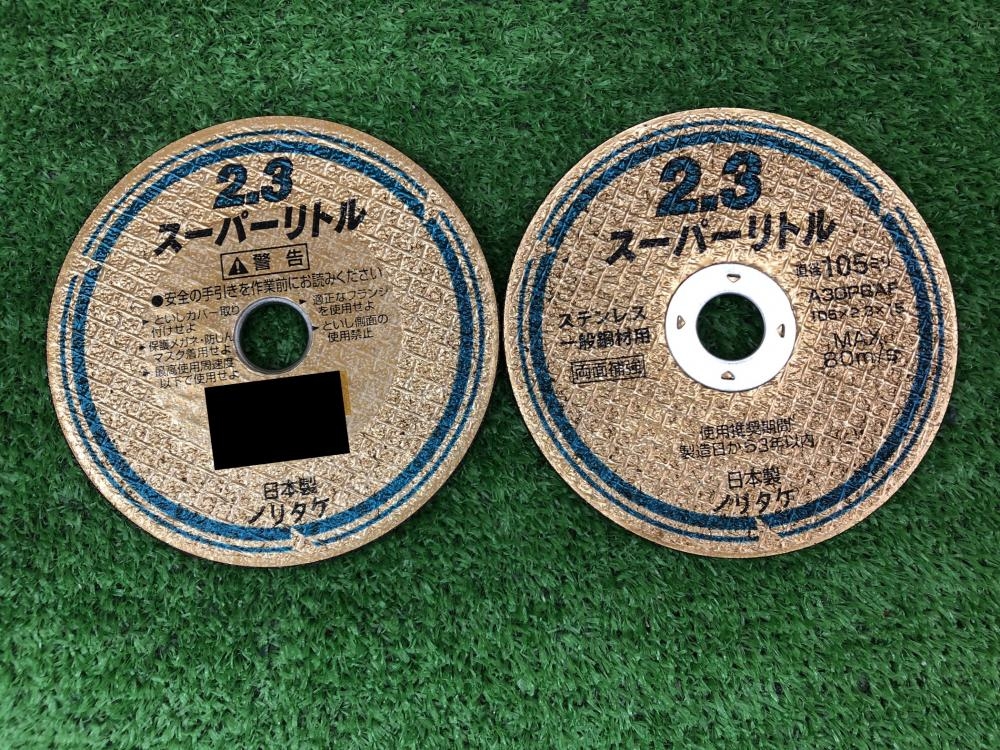 2.3
スーパーリトル
警告
●安全の手引きを作業前にお読みください
といしカバー取り
付けせよ
保護メガネ・防じん
マスク着用せよ
最高使用周速度
以下で使用せよ
適正なフランジ
を使用せよ
といし側面の
使用禁止
日本製
ノリタケ
2.3
スーパーリトル
直径105ミリ
A30PGAF
105×2.3×15
MAX.
80m/s
ステンレス
一般鋼材用
両面補強
使用推奨期間
製造日から3年以内
日本製
ノリタケ